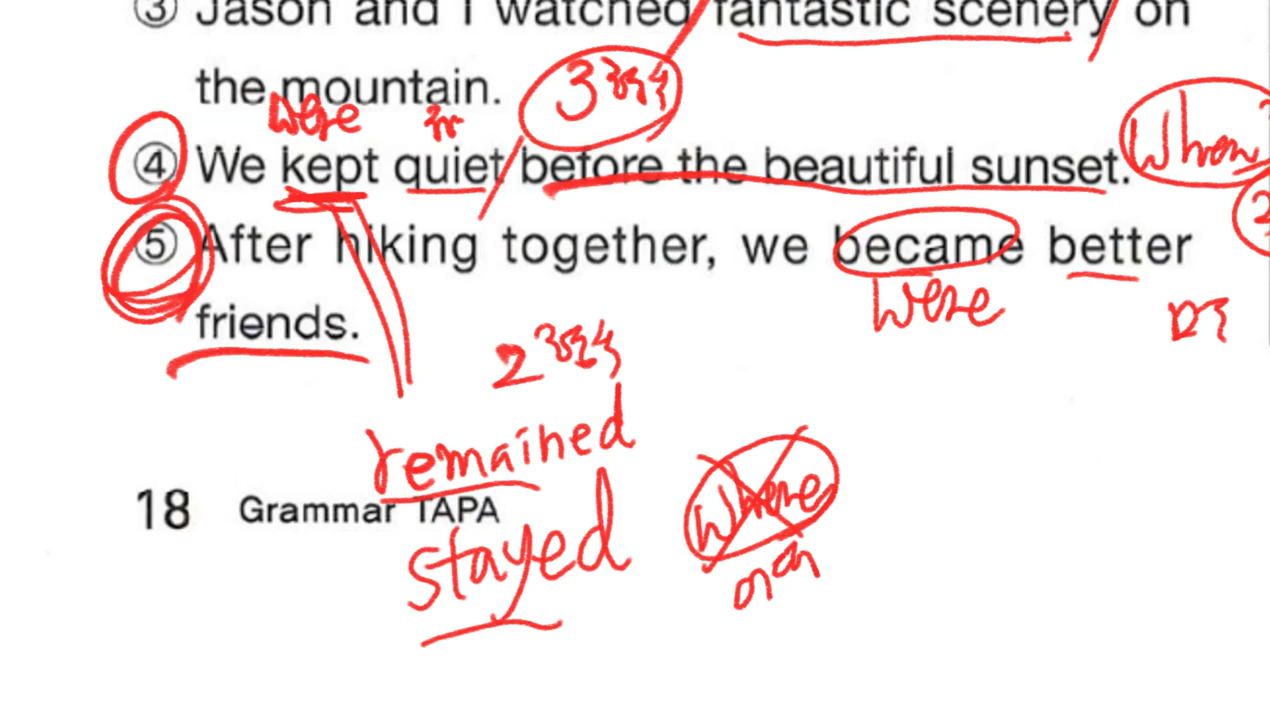 ③ Jason and I watched fantastic scenery on
the mountain.
3형식
were
형
When
④ We kept quiet before the beautiful sunset.
⑤ After hiking together, we became better
were
friends.
2형식
remained
18 Grammar TAPA
stayed